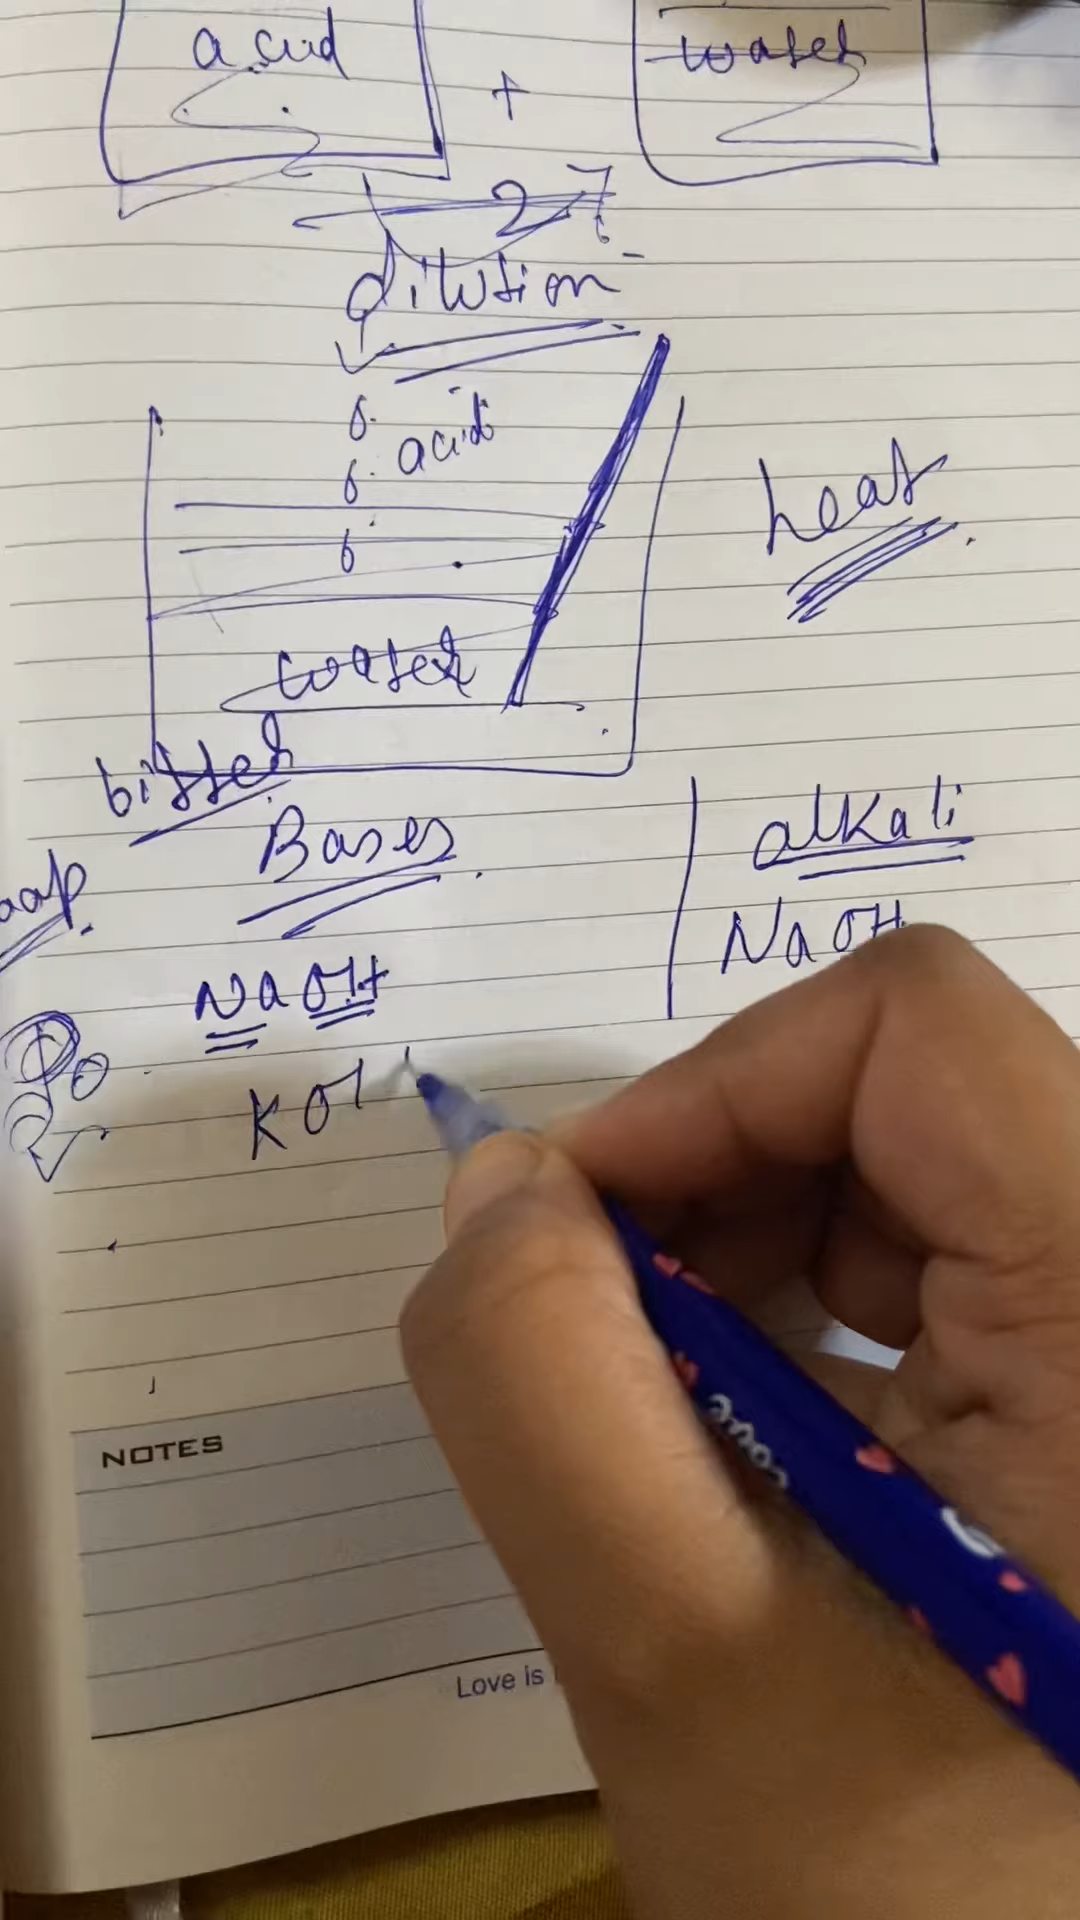 acid
+
water
dilution
acid
heat
water
bitter
Bases
alkali
NaOH
NaOH
KOH
NOTES
Love is